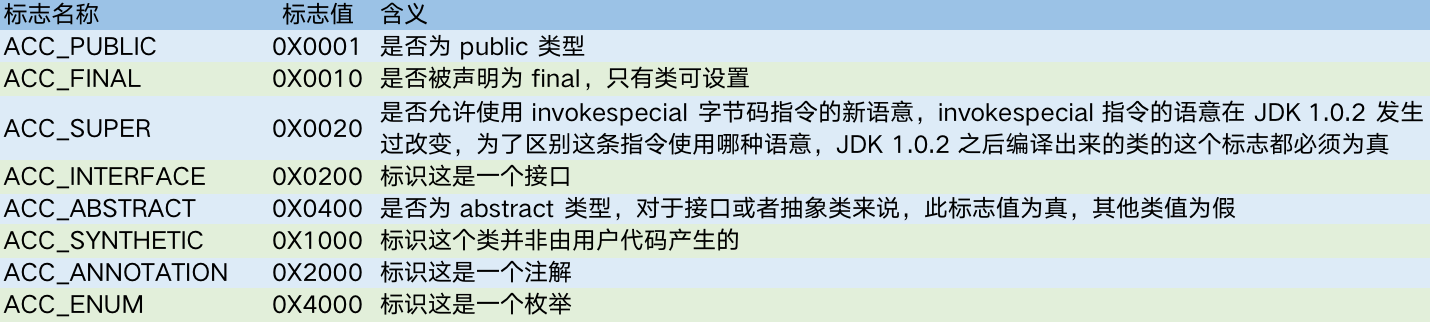 标志名称 标志值 含义
ACC_PUBLIC 0X0001 是否为 public 类型
ACC_FINAL 0X0010 是否被声明为 final，只有类可设置
ACC_SUPER 0X0020 是否允许使用 invokespecial 字节码指令的新语意，invokespecial 指令的语意在 JDK 1.0.2 发生
过改变，为了区别这条指令使用哪种语意，JDK 1.0.2 之后编译出来的类的这个标志都必须为真
ACC_INTERFACE 0X0200 标识这是一个接口
ACC_ABSTRACT 0X0400 是否为 abstract 类型，对于接口或者抽象类来说，此标志值为真，其他类值为假
ACC_SYNTHETIC 0X1000 标识这个类并非由用户代码产生的
ACC_ANNOTATION 0X2000 标识这是一个注解
ACC_ENUM 0X4000 标识这是一个枚举